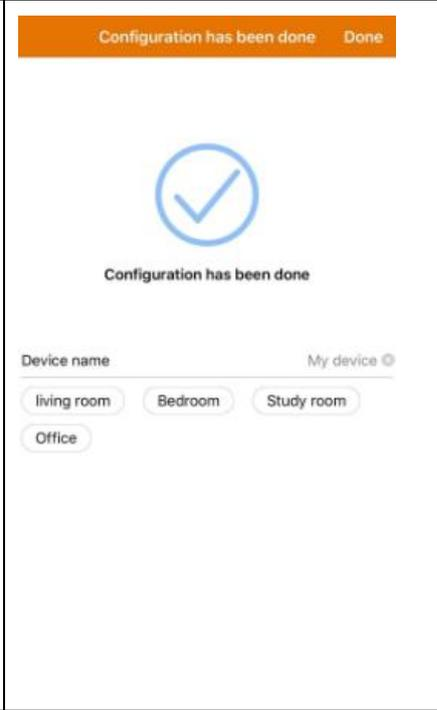 Configuration has been done Done
Configuration has been done
Device name My device
living room Bedroom Study room
Office